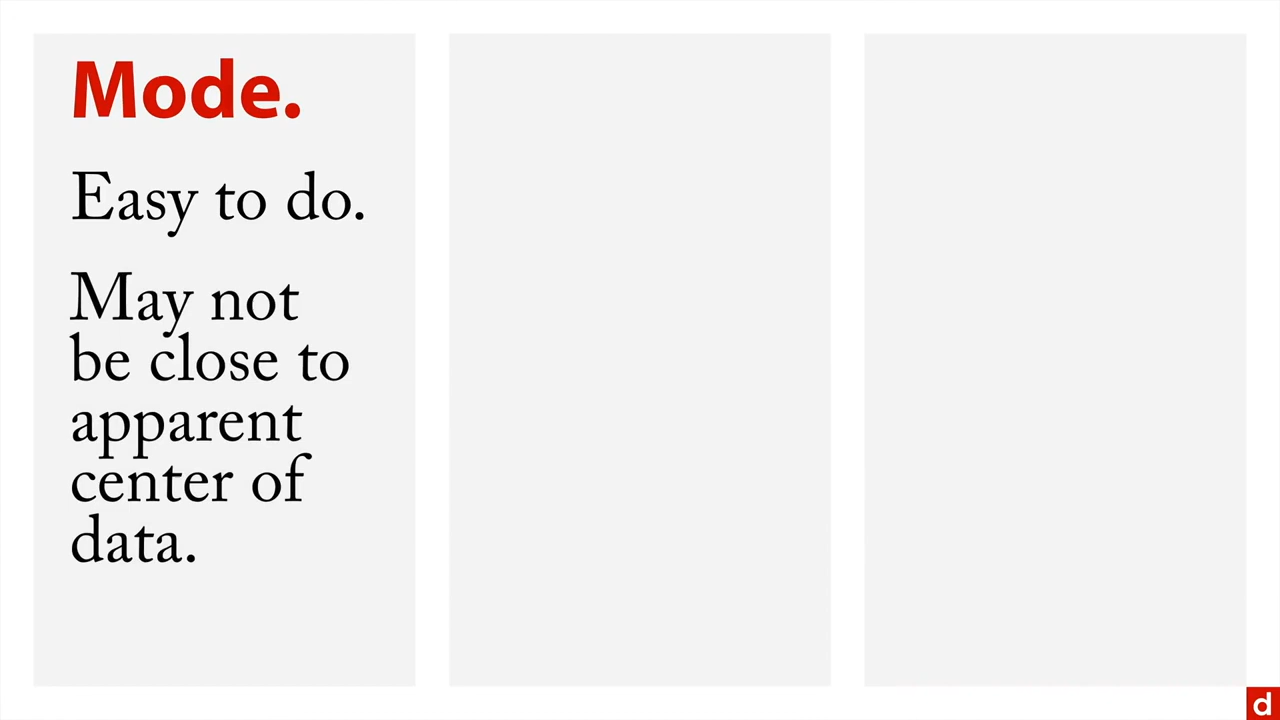 Mode.
Easy to do.
May not
be close to
apparent
center of
data.
d